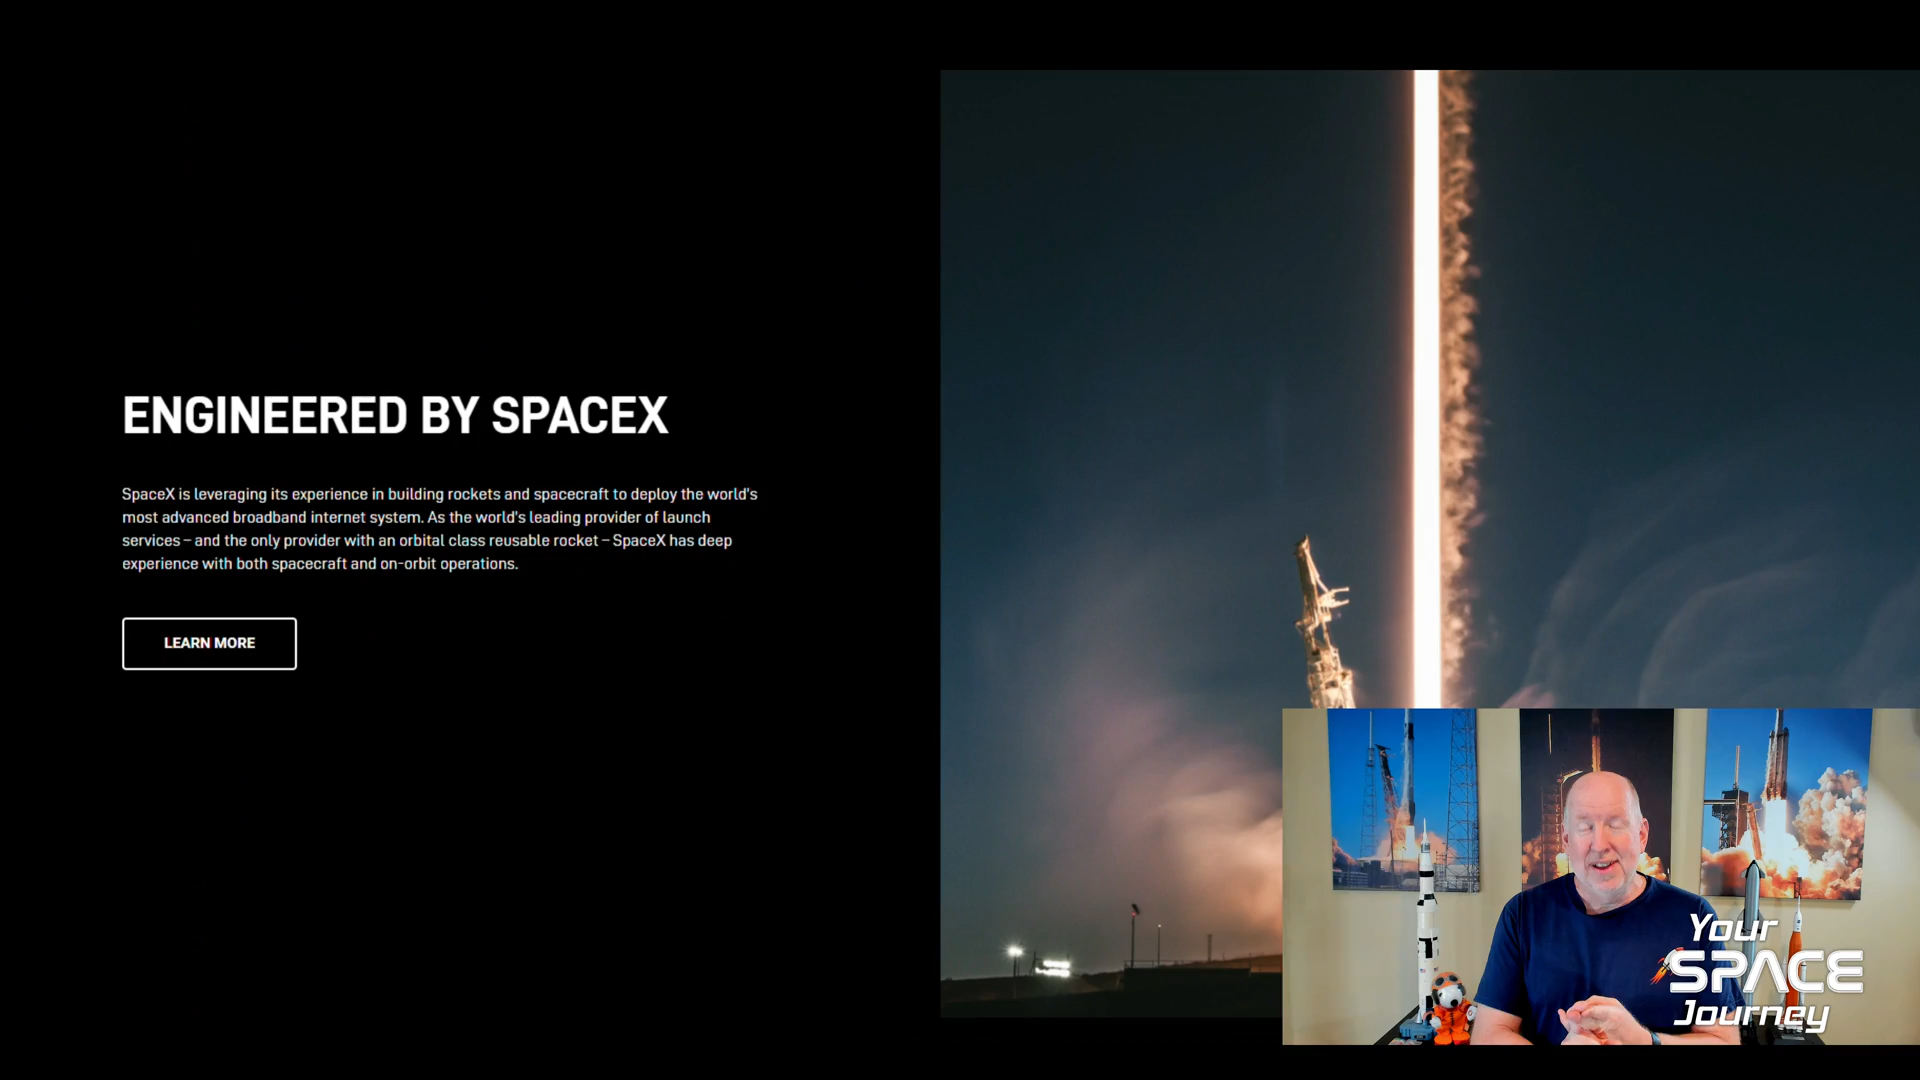 ENGINEERED BY SPACEX
SpaceX is leveraging its experience in building rockets and spacecraft to deploy the world's
most advanced broadband internet system. As the world's leading provider of launch
services – and the only provider with an orbital class reusable rocket – SpaceX has deep
experience with both spacecraft and on-orbit operations.
LEARN MORE
Your
SPACE
Journey